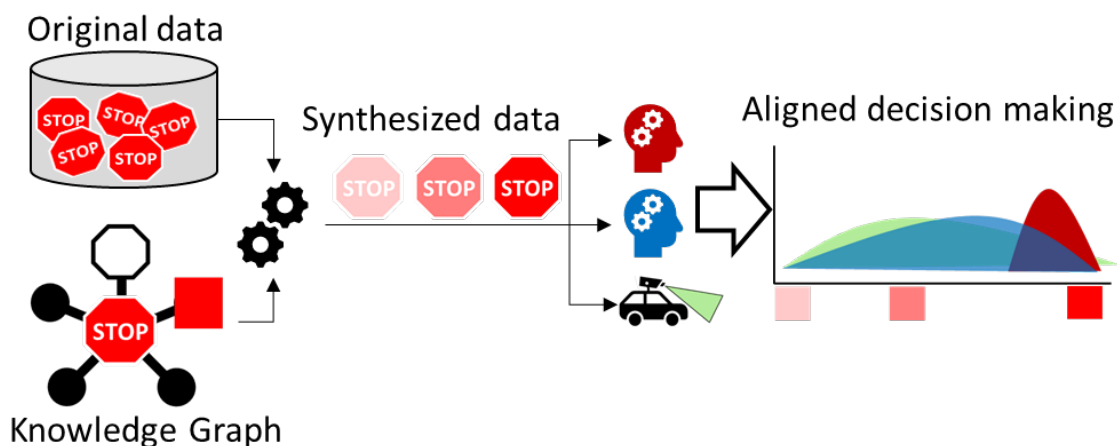 Original data
STOP
STOP
STOP
STOP
STOP
Synthesized data
STOP
STOP
STOP
Aligned decision making
STOP
Knowledge Graph